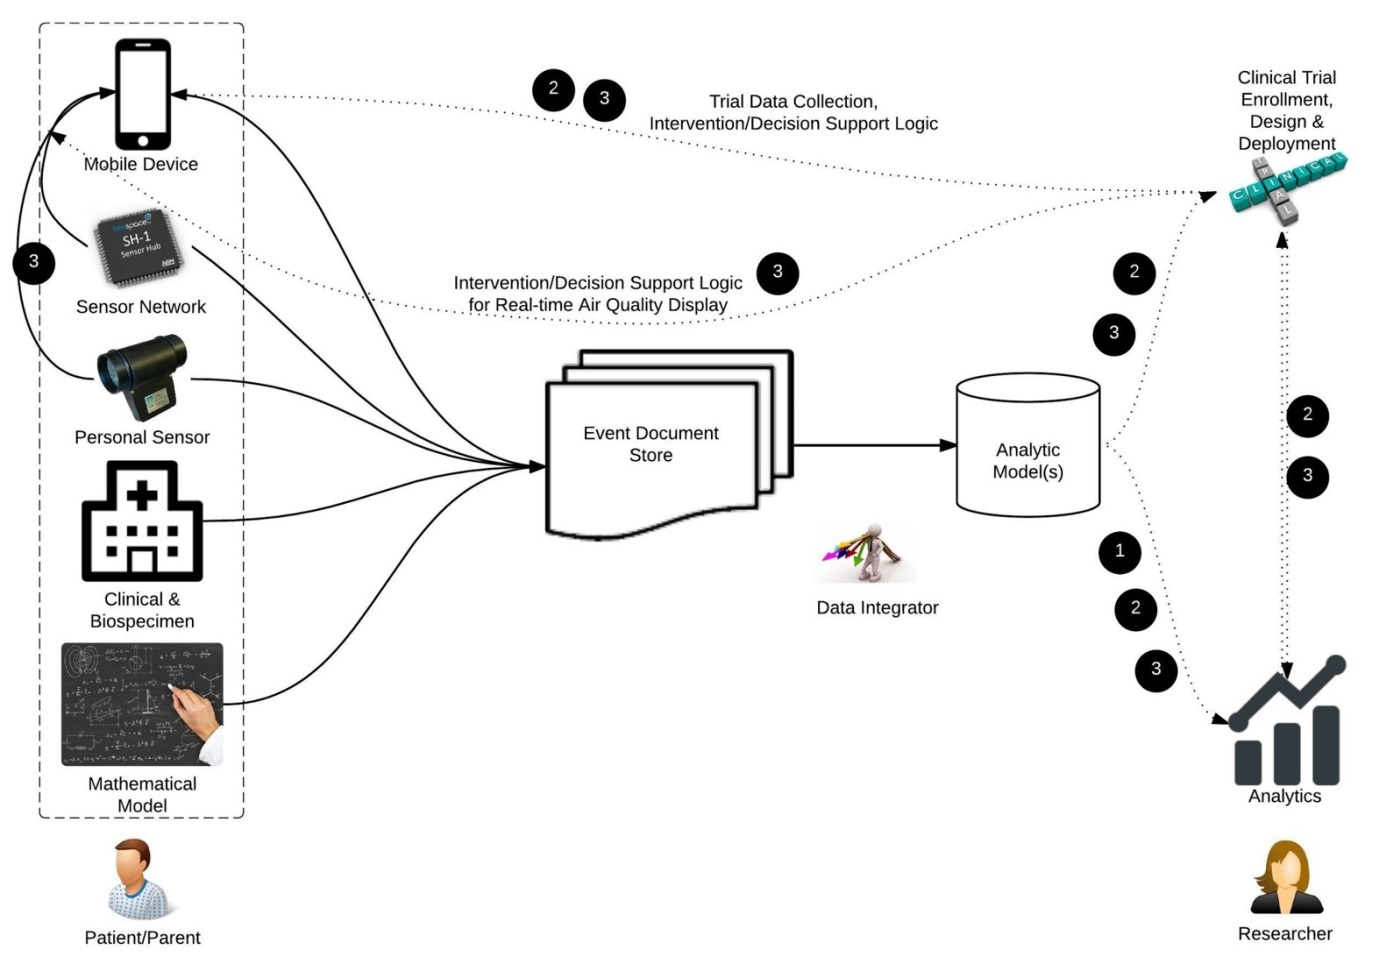 Mobile Device
freespace
SH-1
Sensor Hub
Sensor Network
3
Personal Sensor
Clinical &
Biospecimen
Mathematical
Model
Patient/Parent
2
3
Trial Data Collection,
Intervention/Decision Support Logic
Intervention/Decision Support Logic
for Real-time Air Quality Display
3
Event Document
Store
Data Integrator
Analytic
Model(s)
2
3
1
2
3
Clinical Trial
Enrollment,
Design &
Deployment
CLINICAL
TRIAL
2
3
Analytics
Researcher